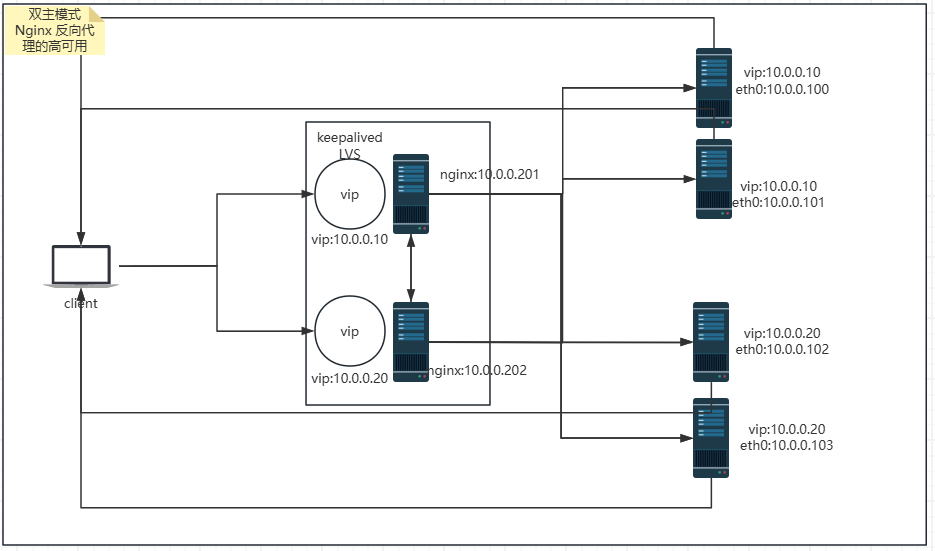 双主模式
Nginx 反向代
理的高可用
vip:10.0.0.10
eth0:10.0.0.100
keepalived
LVS
nginx:10.0.0.201
vip
vip:10.0.0.10
eth0:10.0.0.101
vip:10.0.0.10
client
vip
vip:10.0.0.20
eth0:10.0.0.102
nginx:10.0.0.202
vip:10.0.0.20
vip:10.0.0.20
eth0:10.0.0.103